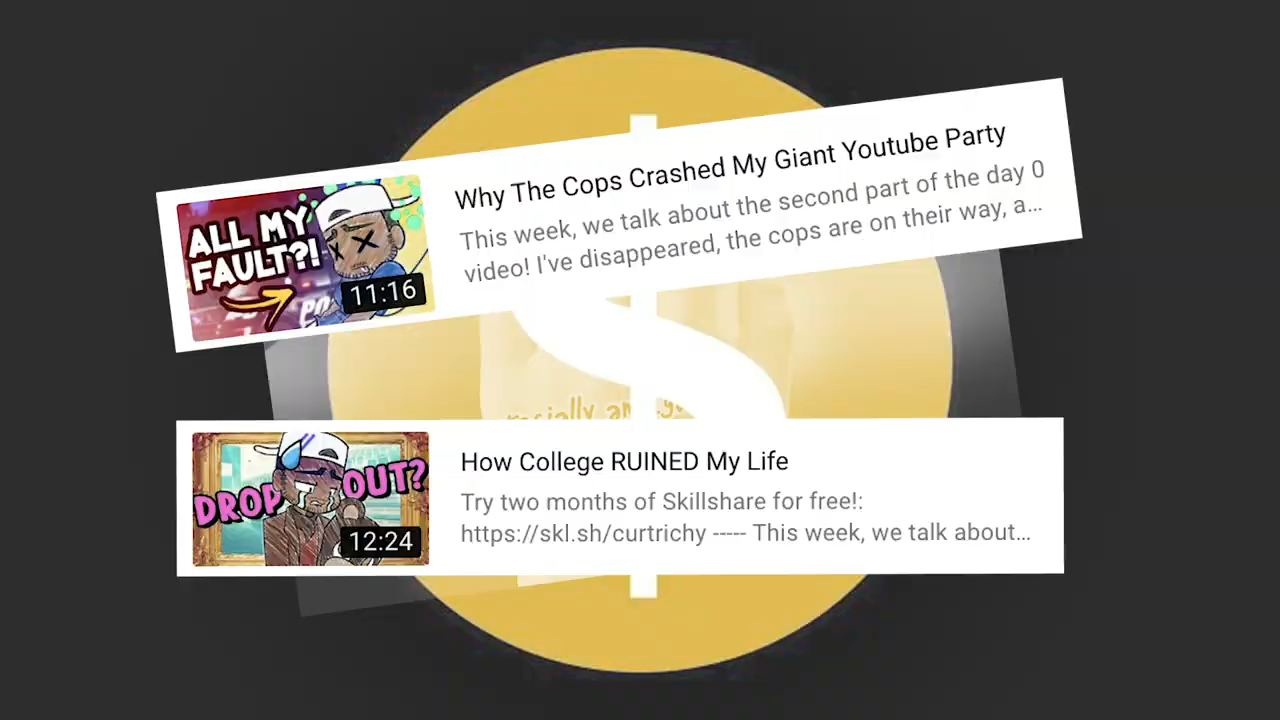 Why The Cops Crashed My Giant Youtube Party
This week, we talk about the second part of the day 0
video! I've disappeared, the cops are on their way, a...
ALL MY
FAULT?!
11:16
How College RUINED My Life
Try two months of Skillshare for free!:
https://skl.sh/curtrichy ----- This week, we talk about...
DROP OUT?
12:24